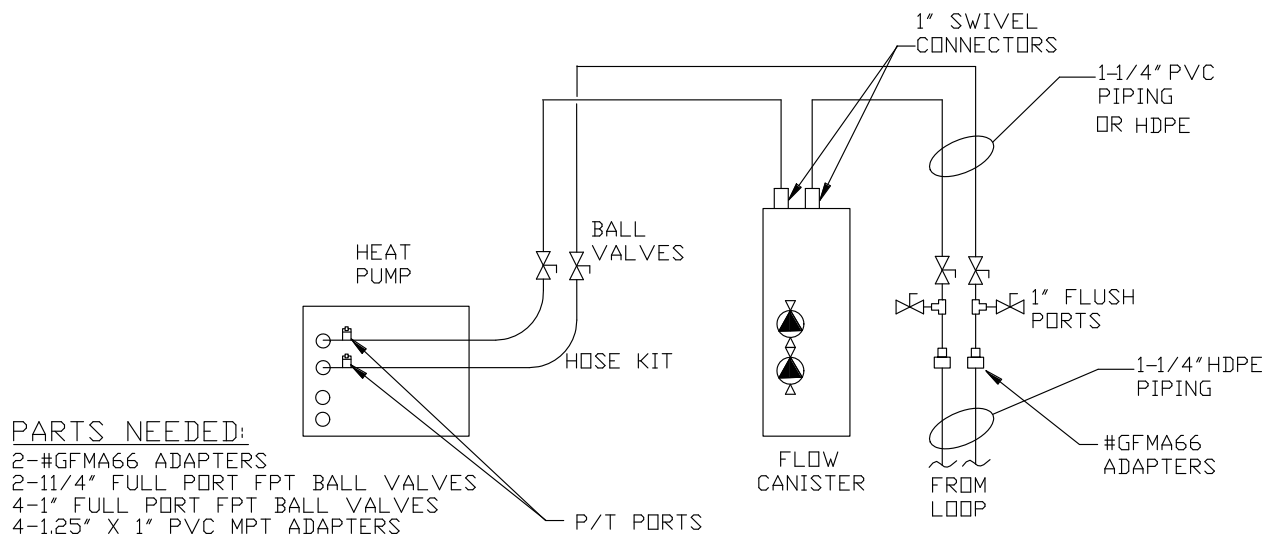 1" SWIVEL
CONNECTORS
1-1/4" PVC
PIPING
OR HDPE
BALL
VALVES
HEAT
PUMP
1" FLUSH
PORTS
HOSE KIT
1-1/4" HDPE
PIPING
PARTS NEEDED:
2-#GFMA66 ADAPTERS
2-11/4" FULL PORT FPT BALL VALVES
4-1" FULL PORT FPT BALL VALVES
4-1.25" X 1" PVC MPT ADAPTERS
FLOW
CANISTER
FROM
LOOP
#GFMA66
ADAPTERS
P/T PORTS